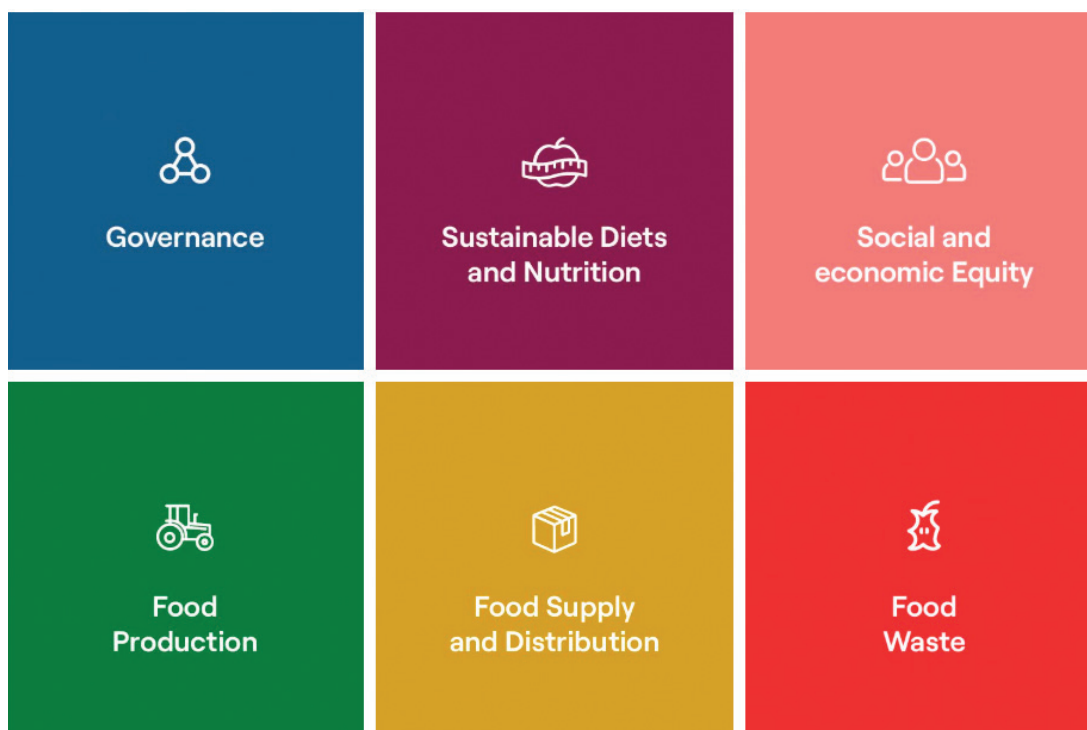 Governance
Sustainable Diets
and Nutrition
Social and
economic Equity
Food
Production
Food Supply
and Distribution
Food
Waste